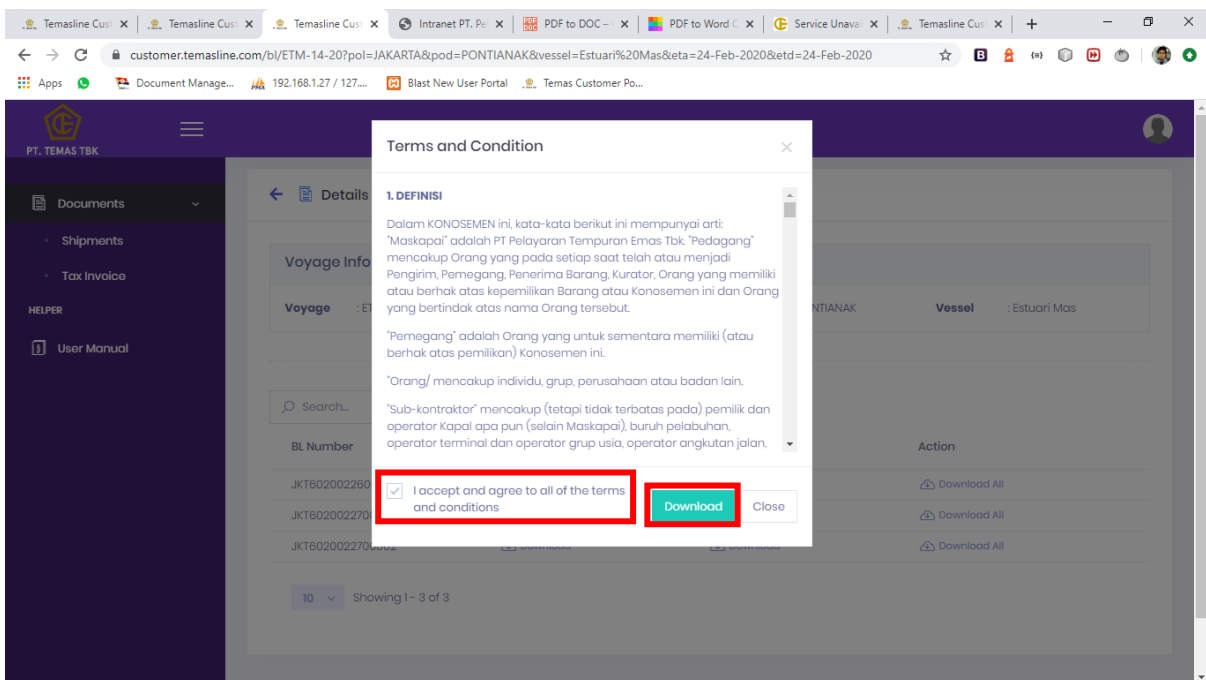 Temasline Cus
Temasline Cust
Temasline Cust
Intranet PT. Pe
PDF to DOC –
PDF to Word C
Service Unava
Temasline Cus
customer.temasline.com/bl/ETM-14-20?pol=JAKARTA&pod=PONTIANAK&vessel=Estuari%20Mas&eta=24-Feb-2020&etd=24-Feb-2020
Apps
Document Manage...
192.168.1.27 / 127....
Blast New User Portal
Temas Customer Po...
PT. TEMAS TBK
Documents
Shipments
Tax Invoice
HELPER
User Manual
Details
Voyage Info
Voyage : ET
NTIANAK
Vessel : Estuari Mas
Search...
BL Number
Action
JKT602002260
Download All
JKT6020022700
Download All
JKT6020022700002
Download
Download
Download All
10 Showing 1 - 3 of 3
Terms and Condition
1. DEFINISI
Dalam KONOSEMEN ini, kata-kata berikut ini mempunyai arti:
"Maskapai" adalah PT Pelayaran Tempuran Emas Tbk. "Pedagang"
mencakup Orang yang pada setiap saat telah atau menjadi
Pengirim, Pemegang, Penerima Barang, Kurator, Orang yang memiliki
atau berhak atas kepemilikan Barang atau Konosemen ini dan Orang
yang bertindak atas nama Orang tersebut.
"Pemegang" adalah Orang yang untuk sementara memiliki (atau
berhak atas pemilikan) Konosemen ini.
"Orang/ mencakup individu, grup, perusahaan atau badan lain.
"Sub-kontraktor" mencakup (tetapi tidak terbatas pada) pemilik dan
operator Kapal apa pun (selain Maskapai), buruh pelabuhan,
operator terminal dan operator grup usia, operator angkutan jalan,
I accept and agree to all of the terms
and conditions
Download
Close